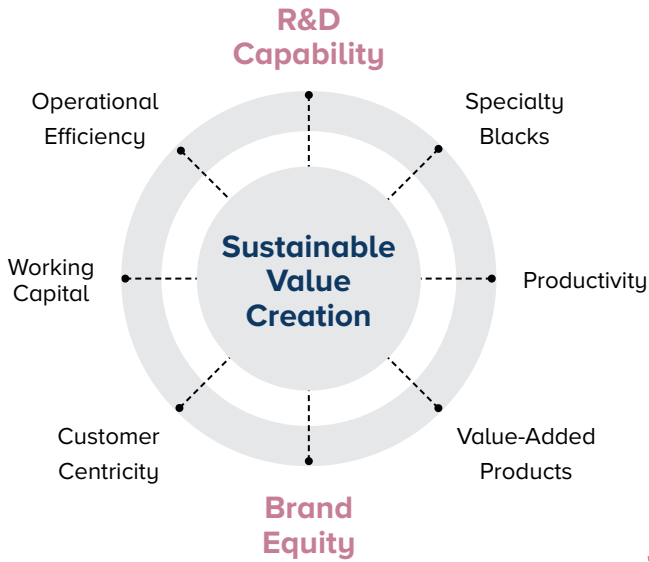 R&D
Capability
Operational
Efficiency
Specialty
Blacks
Sustainable
Value
Creation
Working
Capital
Productivity
Customer
Centricity
Value-Added
Products
Brand
Equity